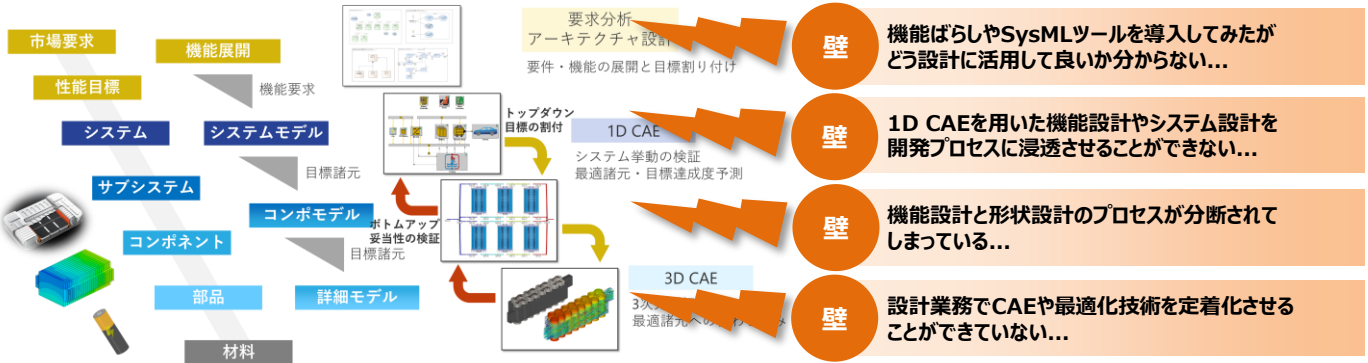 市場要求
性能目標
システム
サブシステム
コンポネント
部品
材料
機能展開
機能要求
システムモデル
目標諸元
コンポモデル
目標諸元
詳細モデル
トップダウン
目標の割付
ボトムアップ
妥当性の検証
要求分析
アーキテクチャ設計
要件・機能の展開と目標割り付け
1D CAE
システム挙動の検証
最適諸元・目標達成度予測
3D CAE
3次
最適諸元への
壁
機能ばらしやSysMLツールを導入してみたが
どう設計に活用して良いか分からない...
壁
1D CAEを用いた機能設計やシステム設計を
開発プロセスに浸透させることができない...
壁
機能設計と形状設計のプロセスが分断されて
しまっている...
壁
設計業務でCAEや最適化技術を定着化させる
ことができていない...